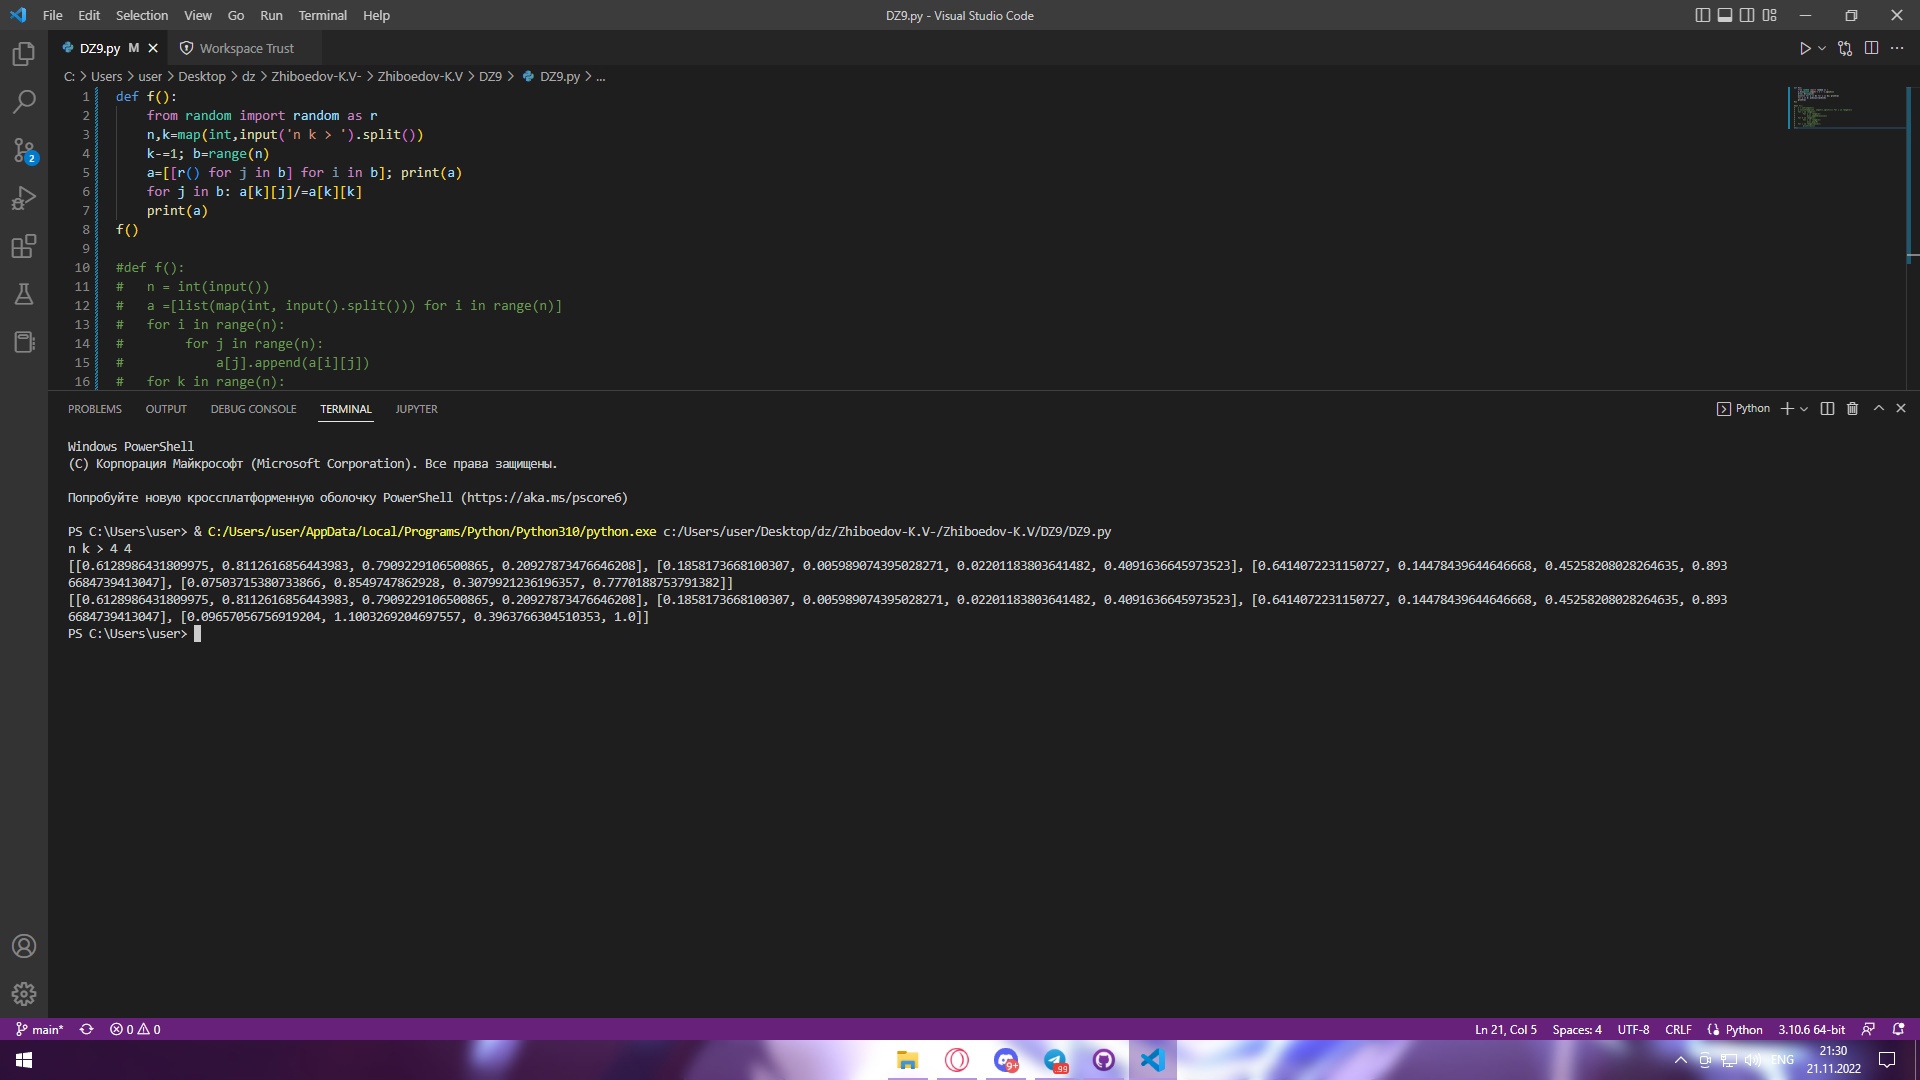 File Edit Selection View Go Run Terminal Help
DZ9.py - Visual Studio Code
DZ9.py M
Workspace Trust
C: > Users > user > Desktop > dz > Zhiboedov-K.V- > Zhiboedov-K.V > DZ9 > DZ9.py > ...
1 def f():
2     from random import random as r
3     n,k=map(int,input('n k > ').split())
4     k-=1; b=range(n)
5     a=[[r() for j in b] for i in b]; print(a)
6     for j in b: a[k][j]/=a[k][k]
7     print(a)
8 f()
9
10 #def f():
11 #   n = int(input())
12 #   a =[list(map(int, input().split())) for i in range(n)]
13 #   for i in range(n):
14 #        for j in range(n):
15 #            a[j].append(a[i][j])
16 #   for k in range(n):
PROBLEMS OUTPUT DEBUG CONSOLE TERMINAL JUPYTER
Python
Windows PowerShell
(C) Корпорация Майкрософт (Microsoft Corporation). Все права защищены.
Попробуйте новую кроссплатформенную оболочку PowerShell (https://aka.ms/pscore6)
PS C:\Users\user> & C:/Users/user/AppData/Local/Programs/Python/Python310/python.exe c:/Users/user/Desktop/dz/Zhiboedov-K.V-/Zhiboedov-K.V/DZ9/DZ9.py
n k > 4 4
[[0.6128986431809975, 0.8112616856443983, 0.7909229106500865, 0.20927873476646208], [0.1858173668100307, 0.005989074395028271, 0.02201183803641482, 0.4091636645973523], [0.6414072231150727, 0.14478439644646668, 0.45258208028264635, 0.893
6684739413047], [0.07503715380733866, 0.8549747862928, 0.3079921236196357, 0.7770188753791382]]
[[0.6128986431809975, 0.8112616856443983, 0.7909229106500865, 0.20927873476646208], [0.1858173668100307, 0.005989074395028271, 0.02201183803641482, 0.4091636645973523], [0.6414072231150727, 0.14478439644646668, 0.45258208028264635, 0.893
6684739413047], [0.09657056756919204, 1.1003269204697557, 0.3963766304510353, 1.0]]
PS C:\Users\user>
2
main* 0 0
Ln 21, Col 5 Spaces: 4 UTF-8 CRLF Python 3.10.6 64-bit
9+
99
ENG
21:30
21.11.2022